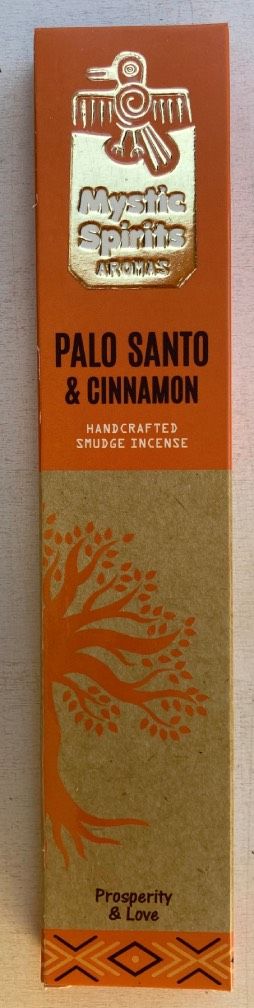 Mystic
Spirits
AROMAS
PALO SANTO
& CINNAMON
HANDCRAFTED
SMUDGE INCENSE
Prosperity
& Love